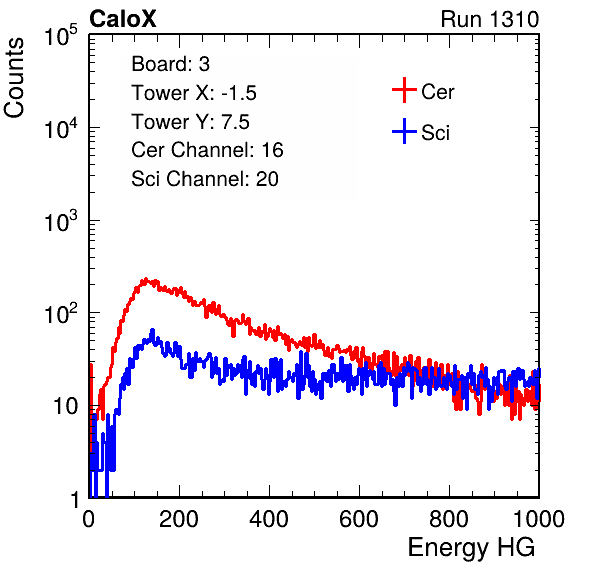 CaloX Run 1310
Counts
10^5
10^4
10^3
10^2
10
1
Board: 3
Tower X: -1.5
Tower Y: 7.5
Cer Channel: 16
Sci Channel: 20
Cer
Sci
0 200 400 600 800 1000
Energy HG